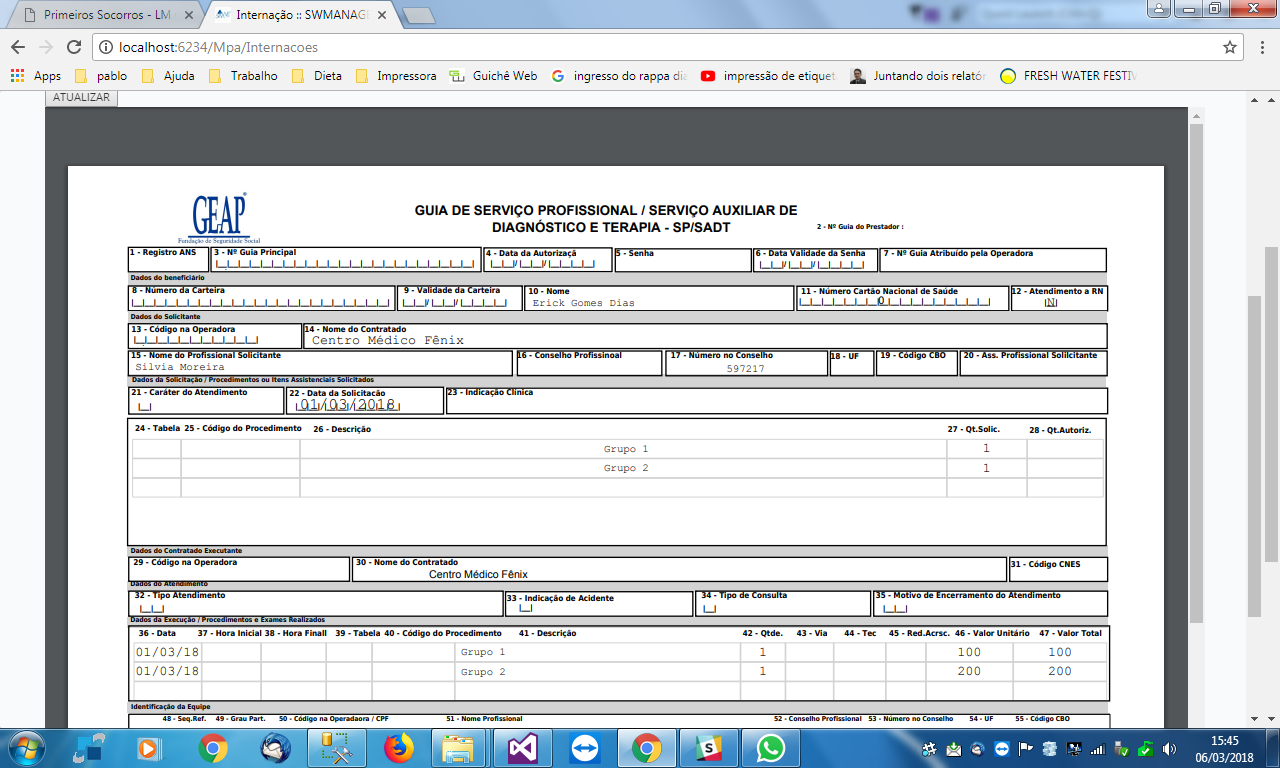 Primeiros Socorros - LM
Internação :: SWMANAGE
localhost:6234/Mpa/Internacoes
Apps pablo Ajuda Trabalho Dieta Impressora Guichê Web ingresso do rappa dia impressão de etiquet Juntando dois relatór FRESH WATER FESTIV
ATUALIZAR
GEAP
Fundação de Seguridade Social
GUIA DE SERVIÇO PROFISSIONAL / SERVIÇO AUXILIAR DE
DIAGNÓSTICO E TERAPIA - SP/SADT
2 - Nº Guia do Prestador :
1 - Registro ANS 3 - Nº Guia Principal 4 - Data da Autorizaçã 5 - Senha 6 - Data Validade da Senha 7 - Nº Guia Atribuído pela Operadora
Dados do beneficiário
8 - Número da Carteira 9 - Validade da Carteira 10 - Nome 11 - Número Cartão Nacional de Saúde 12 - Atendimento a RN
Erick Gomes Dias 0 N
Dados do Solicitante
13 - Código na Operadora 14 - Nome do Contratado
Centro Médico Fênix
15 - Nome do Profissional Solicitante 16 - Conselho Profissinoal 17 - Número no Conselho 18 - UF 19 - Código CBO 20 - Ass. Profissional Solilcitante
Silvia Moreira 597217
Dados da Solicitação / Procedimentos ou Itens Assistenciais Solicitados
21 - Caráter do Atendimento 22 - Data da Solicitacão 23 - Indicação Clínica
01/03/2018
24 - Tabela 25 - Código do Procedimento 26 - Descrição 27 - Qt.Solic. 28 - Qt.Autoriz.
Grupo 1 1
Grupo 2 1
Dados do Contratado Executante
29 - Código na Operadora 30 - Nome do Contratado 31 - Código CNES
Centro Médico Fênix
Dados do Atendimento
32 - Tipo Atendimento 33 - Indicação de Acidente 34 - Tipo de Consulta 35 - Motivo de Encerramento do Atendimento
Dados da Execução / Procedimentos e Exames Realizados
36 - Data 37 - Hora Inicial 38 - Hora Finall 39 - Tabela 40 - Código do Procedimento 41 - Descrição 42 - Qtde. 43 - Via 44 - Tec 45 - Red.Acrsc. 46 - Valor Unitário 47 - Valor Total
01/03/18 Grupo 1 1 100 100
01/03/18 Grupo 2 1 200 200
Identificação da Equipe
48 - Seq.Ref. 49 - Grau Part. 50 - Código na Operadaora / CPF 51 - Nome Profissional 52 - Conselho Profissional 53 - Número no Conselho 54 - UF 55 - Código CBO
15:45
06/03/2018